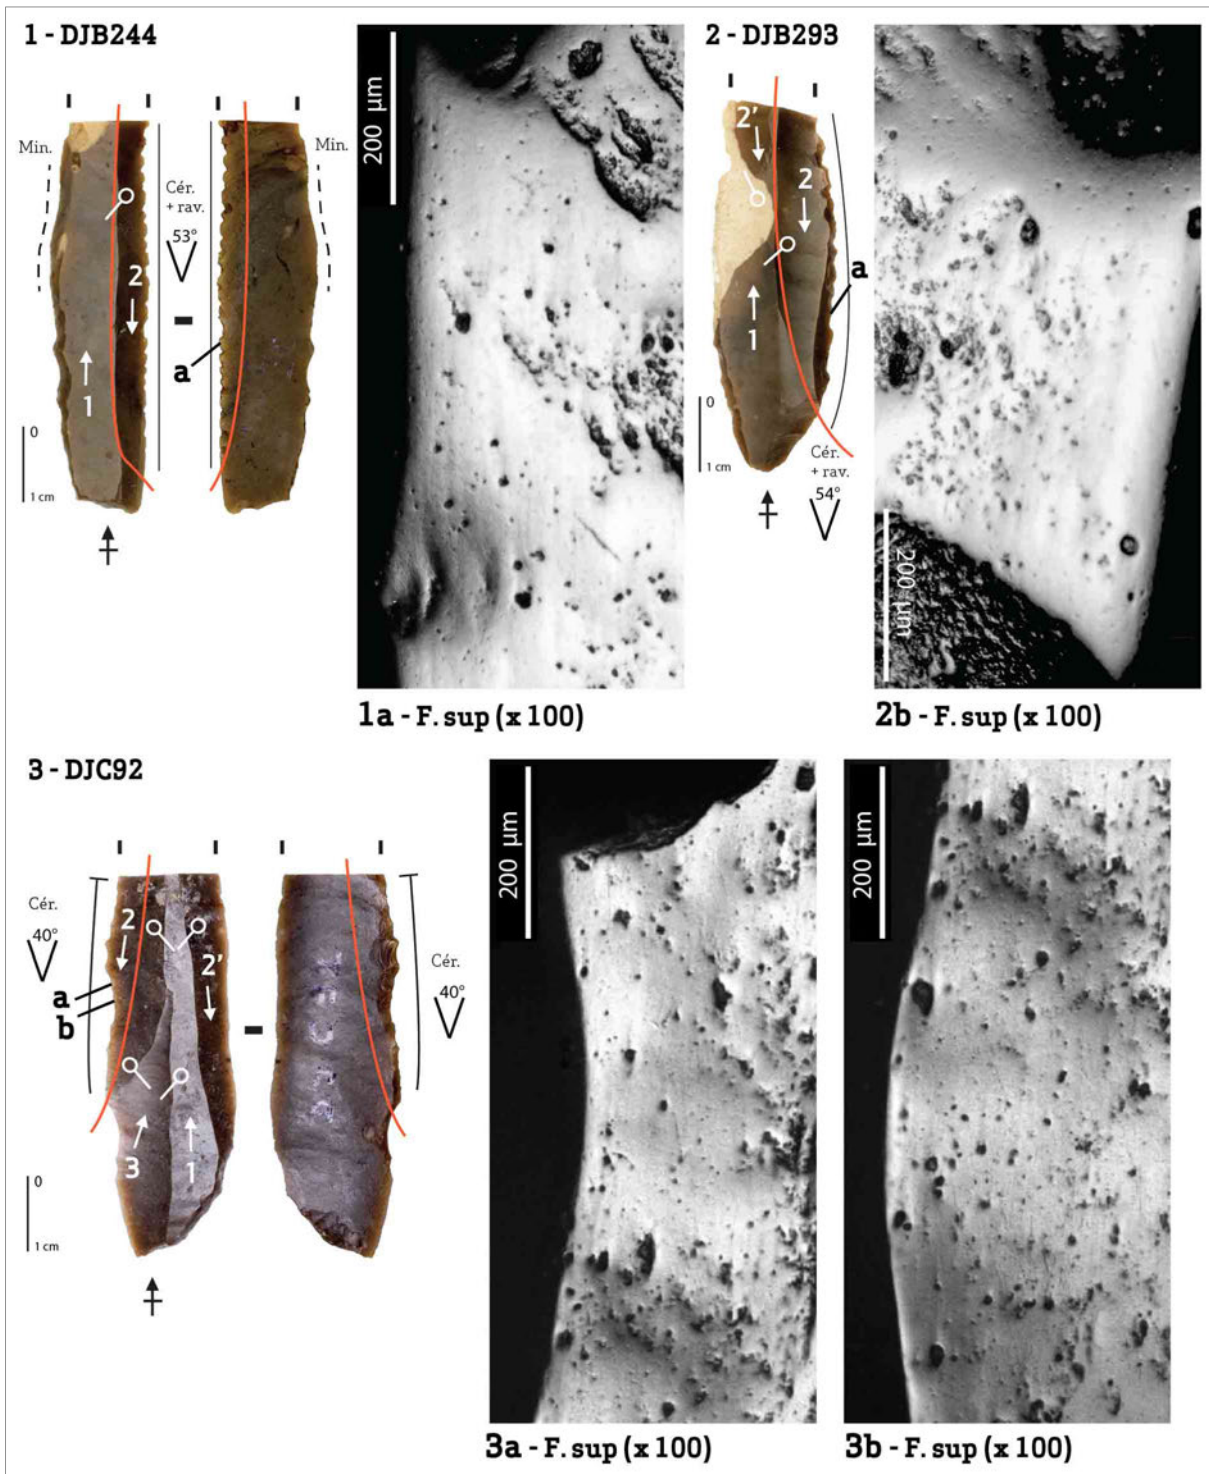 1 - DJB244
Min.
2
1
Cér.
+ rav.
53°
a
Min.
0
1 cm
200 µm
1a - F. sup (x 100)
2 - DJB293
2'
2
1
a
0
1 cm
Cér.
+ rav.
54°
200 µm
2b - F. sup (x 100)
3 - DJC92
Cér.
40°
a
b
2
2'
3
1
Cér.
40°
0
1 cm
200 µm
3a - F. sup (x 100)
200 µm
3b - F. sup (x 100)